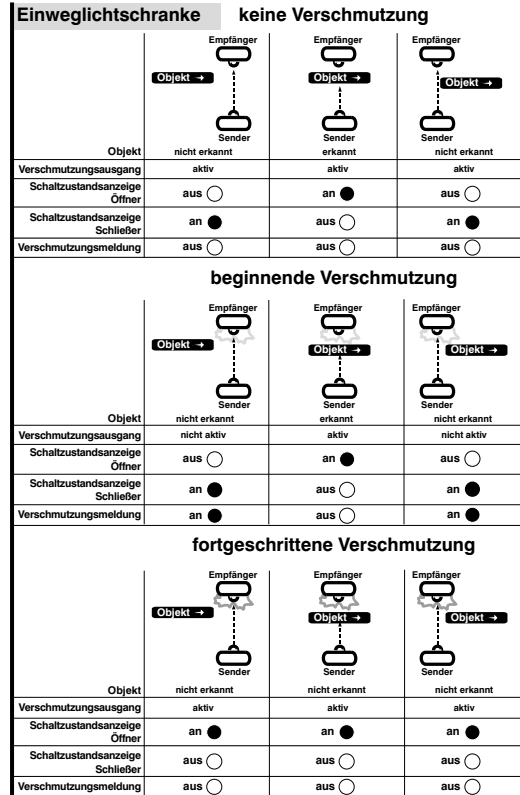 Einweglichtschranke keine Verschmutzung
Empfänger Empfänger Empfänger
Objekt → Objekt → Objekt →
Sender Sender Sender
Objekt nicht erkannt erkannt nicht erkannt
Verschmutzungsausgang aktiv aktiv aktiv
Schaltzustandsanzeige
Öffner aus an aus
Schaltzustandsanzeige
Schließer an aus an
Verschmutzungsmeldung aus aus aus
beginnende Verschmutzung
Empfänger Empfänger Empfänger
Objekt → Objekt → Objekt →
Sender Sender Sender
Objekt nicht erkannt erkannt nicht erkannt
Verschmutzungsausgang nicht aktiv aktiv nicht aktiv
Schaltzustandsanzeige
Öffner aus an aus
Schaltzustandsanzeige
Schließer an aus an
Verschmutzungsmeldung an aus an
fortgeschrittene Verschmutzung
Empfänger Empfänger Empfänger
Objekt → Objekt → Objekt →
Sender Sender Sender
Objekt nicht erkannt nicht erkannt nicht erkannt
Verschmutzungsausgang aktiv aktiv aktiv
Schaltzustandsanzeige
Öffner an an an
Schaltzustandsanzeige
Schließer aus aus aus
Verschmutzungsmeldung aus aus aus